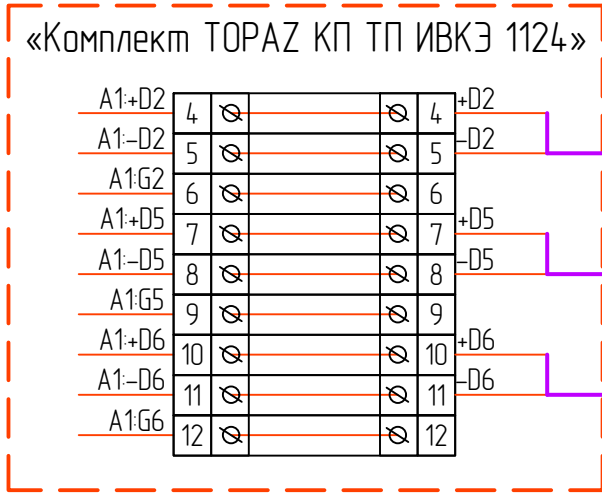 «Комплект TOPAZ КП ТП ИВКЭ 1124»
A1:+D2 4 4 +D2
A1:-D2 5 5 -D2
A1:G2 6 6
A1:+D5 7 7 +D5
A1:-D5 8 8 -D5
A1:G5 9 9
A1:+D6 10 10 +D6
A1:-D6 11 11 -D6
A1:G6 12 12